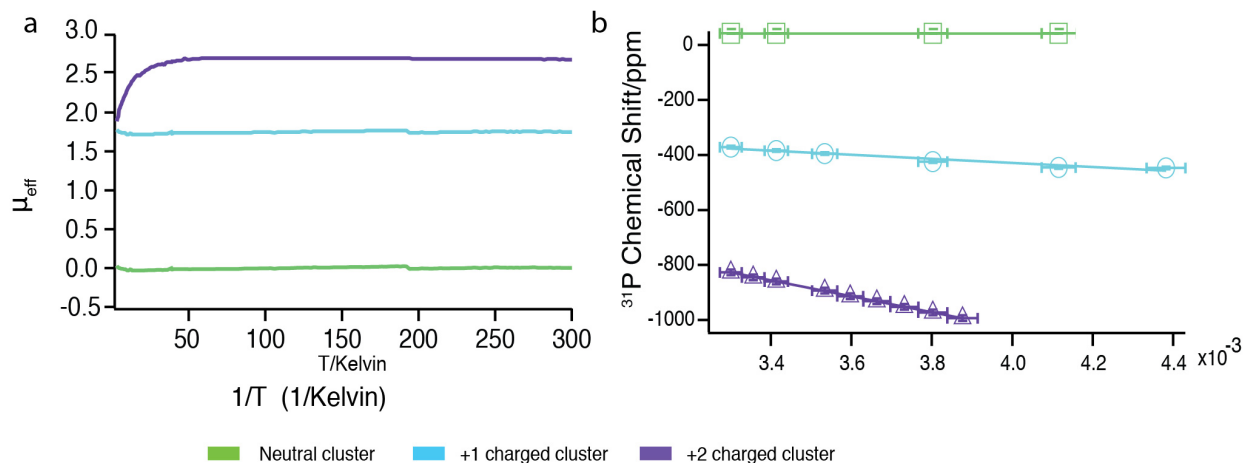 a
3.0
2.5
2.0
1.5
1.0
0.5
0.0
-0.5
μeff
50
100
150
200
250
300
T/Kelvin
1/T (1/Kelvin)
b
0
-200
-400
-600
-800
-1000
³¹P Chemical Shift/ppm
3.4
3.6
3.8
4.0
4.2
4.4
x10⁻³
Neutral cluster
+1 charged cluster
+2 charged cluster